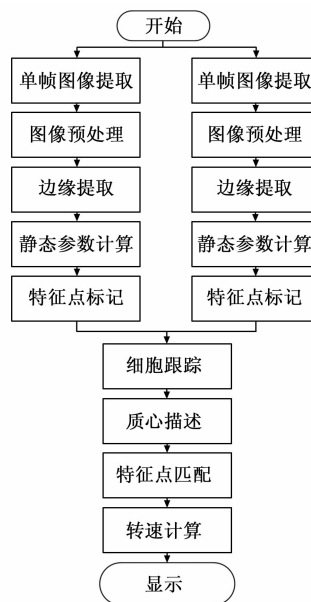 开始
单帧图像提取
单帧图像提取
图像预处理
图像预处理
边缘提取
边缘提取
静态参数计算
静态参数计算
特征点标记
特征点标记
细胞跟踪
质心描述
特征点匹配
转速计算
显示